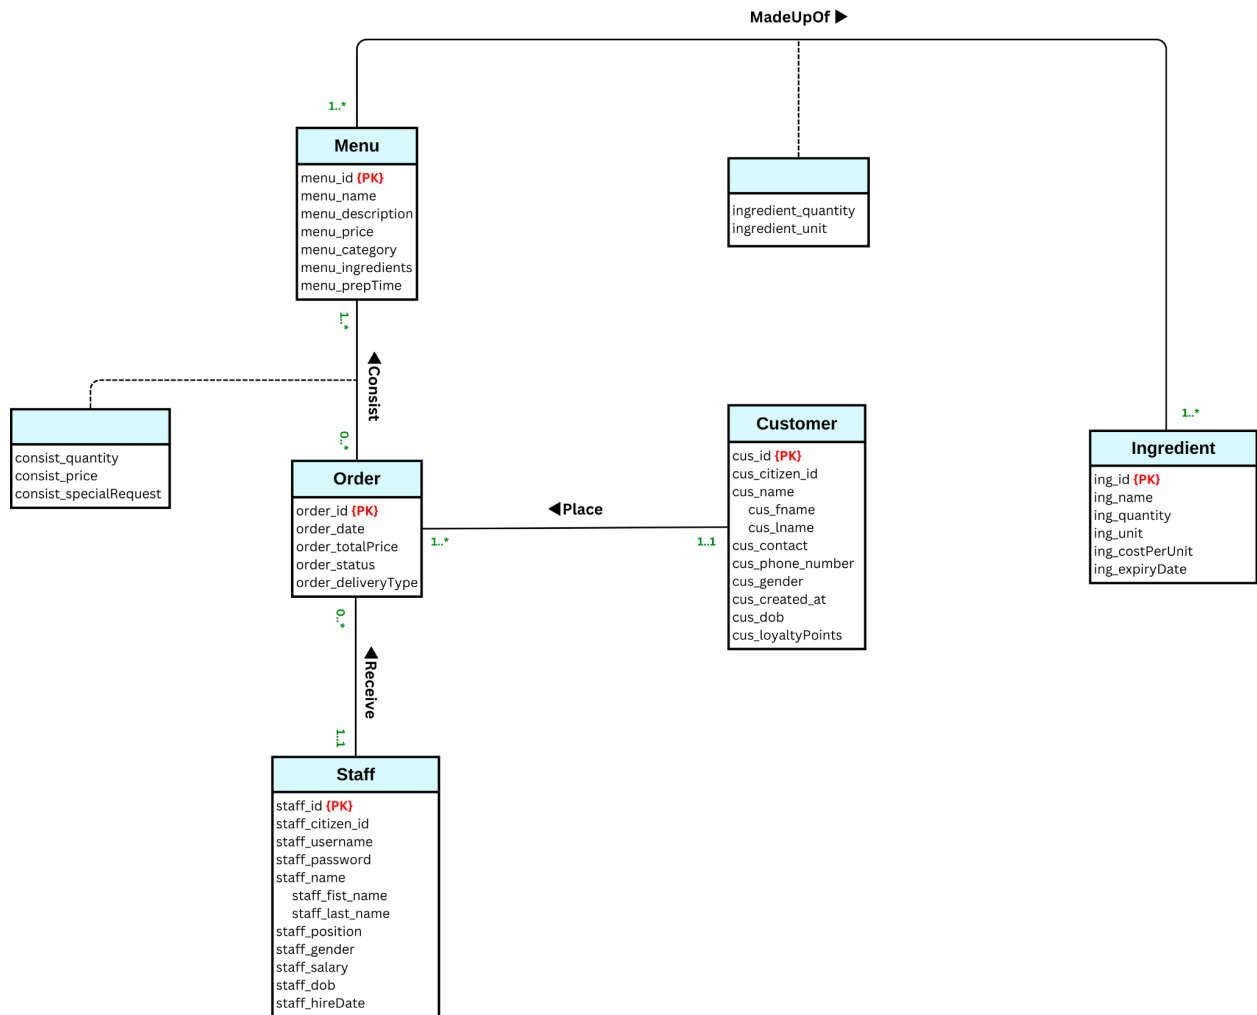 MadeUpOf ▶
1..*
Menu
menu_id {PK}
menu_name
menu_description
menu_price
menu_category
menu_ingredients
menu_prepTime
ingredient_quantity
ingredient_unit
1..*
◀Consist
0..*
consist_quantity
consist_price
consist_specialRequest
Order
order_id {PK}
order_date
order_totalPrice
order_status
order_deliveryType
◀Place
1..*
1..1
Customer
cus_id {PK}
cus_citizen_id
cus_name
cus_fname
cus_lname
cus_contact
cus_phone_number
cus_gender
cus_created_at
cus_dob
cus_loyaltyPoints
1..*
Ingredient
ing_id {PK}
ing_name
ing_quantity
ing_unit
ing_costPerUnit
ing_expiryDate
0..*
◀Receive
1..1
Staff
staff_id {PK}
staff_citizen_id
staff_username
staff_password
staff_name
staff_fist_name
staff_last_name
staff_position
staff_gender
staff_salary
staff_dob
staff_hireDate